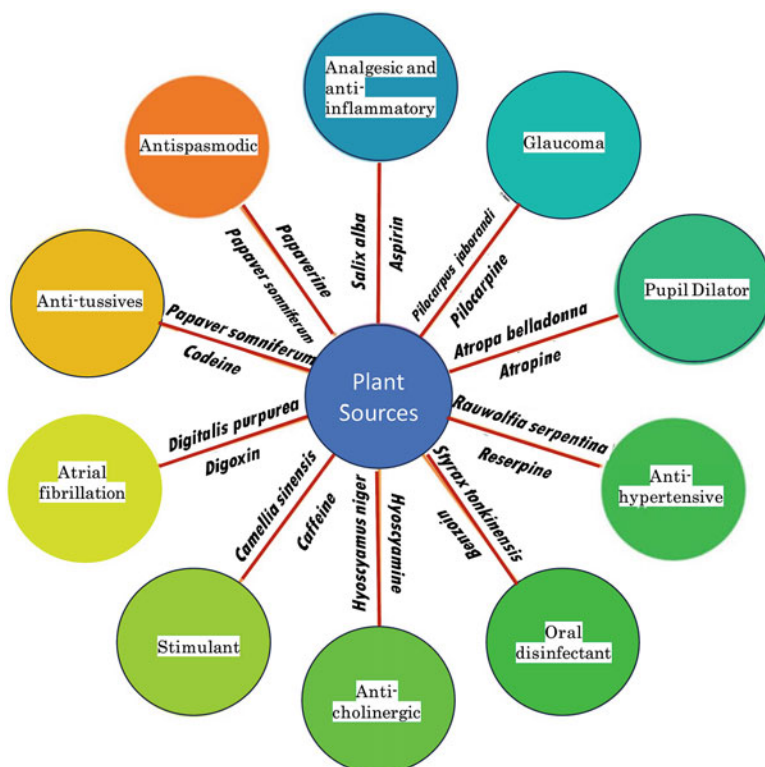 Analgesic and
anti-
inflammatory
Salix alba
Aspirin
Glaucoma
Pilocarpus jaborandi
Pilocarpine
Pupil Dilator
Atropa belladonna
Atropine
Anti-
hypertensive
Rauwolfia serpentina
Reserpine
Oral
disinfectant
Styrax tonkinensis
Benzoin
Anti-
cholinergic
Hyoscyamus niger
Hyoscyamine
Stimulant
Camellia sinensis
Caffeine
Atrial
fibrillation
Digitalis purpurea
Digoxin
Anti-tussives
Papaver somniferum
Codeine
Antispasmodic
Papaverine
Papaver somniferum
Plant
Sources